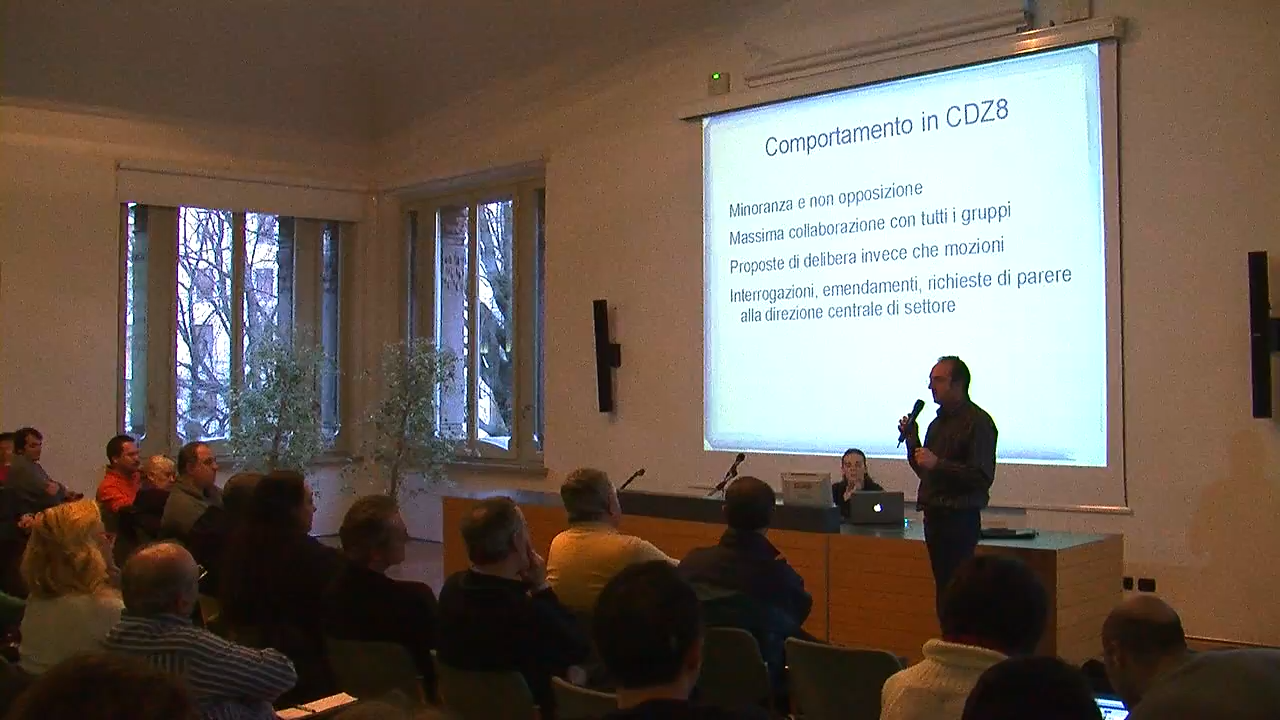 Comportamento in CDZ8
Minoranza e non opposizione
Massima collaborazione con tutti i gruppi
Proposte di delibera invece che mozioni
Interrogazioni, emendamenti, richieste di parere
alla direzione centrale di settore